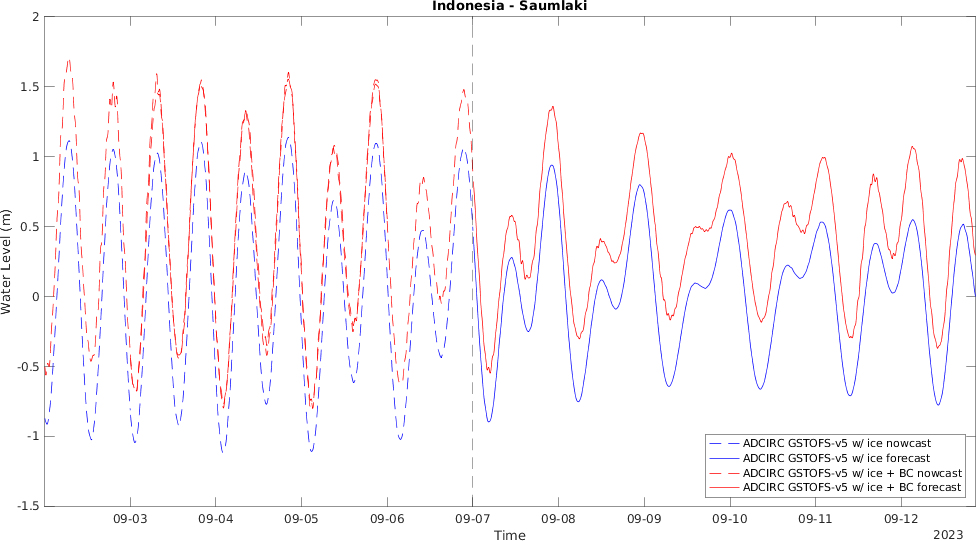 Indonesia - Saumlaki
2
1.5
1
0.5
0
-0.5
-1
-1.5
Water Level (m)
09-03 09-04 09-05 09-06 09-07 09-08 09-09 09-10 09-11 09-12
Time
2023
ADCIRC GSTOFS-v5 w/ ice nowcast
ADCIRC GSTOFS-v5 w/ ice forecast
ADCIRC GSTOFS-v5 w/ ice + BC nowcast
ADCIRC GSTOFS-v5 w/ ice + BC forecast